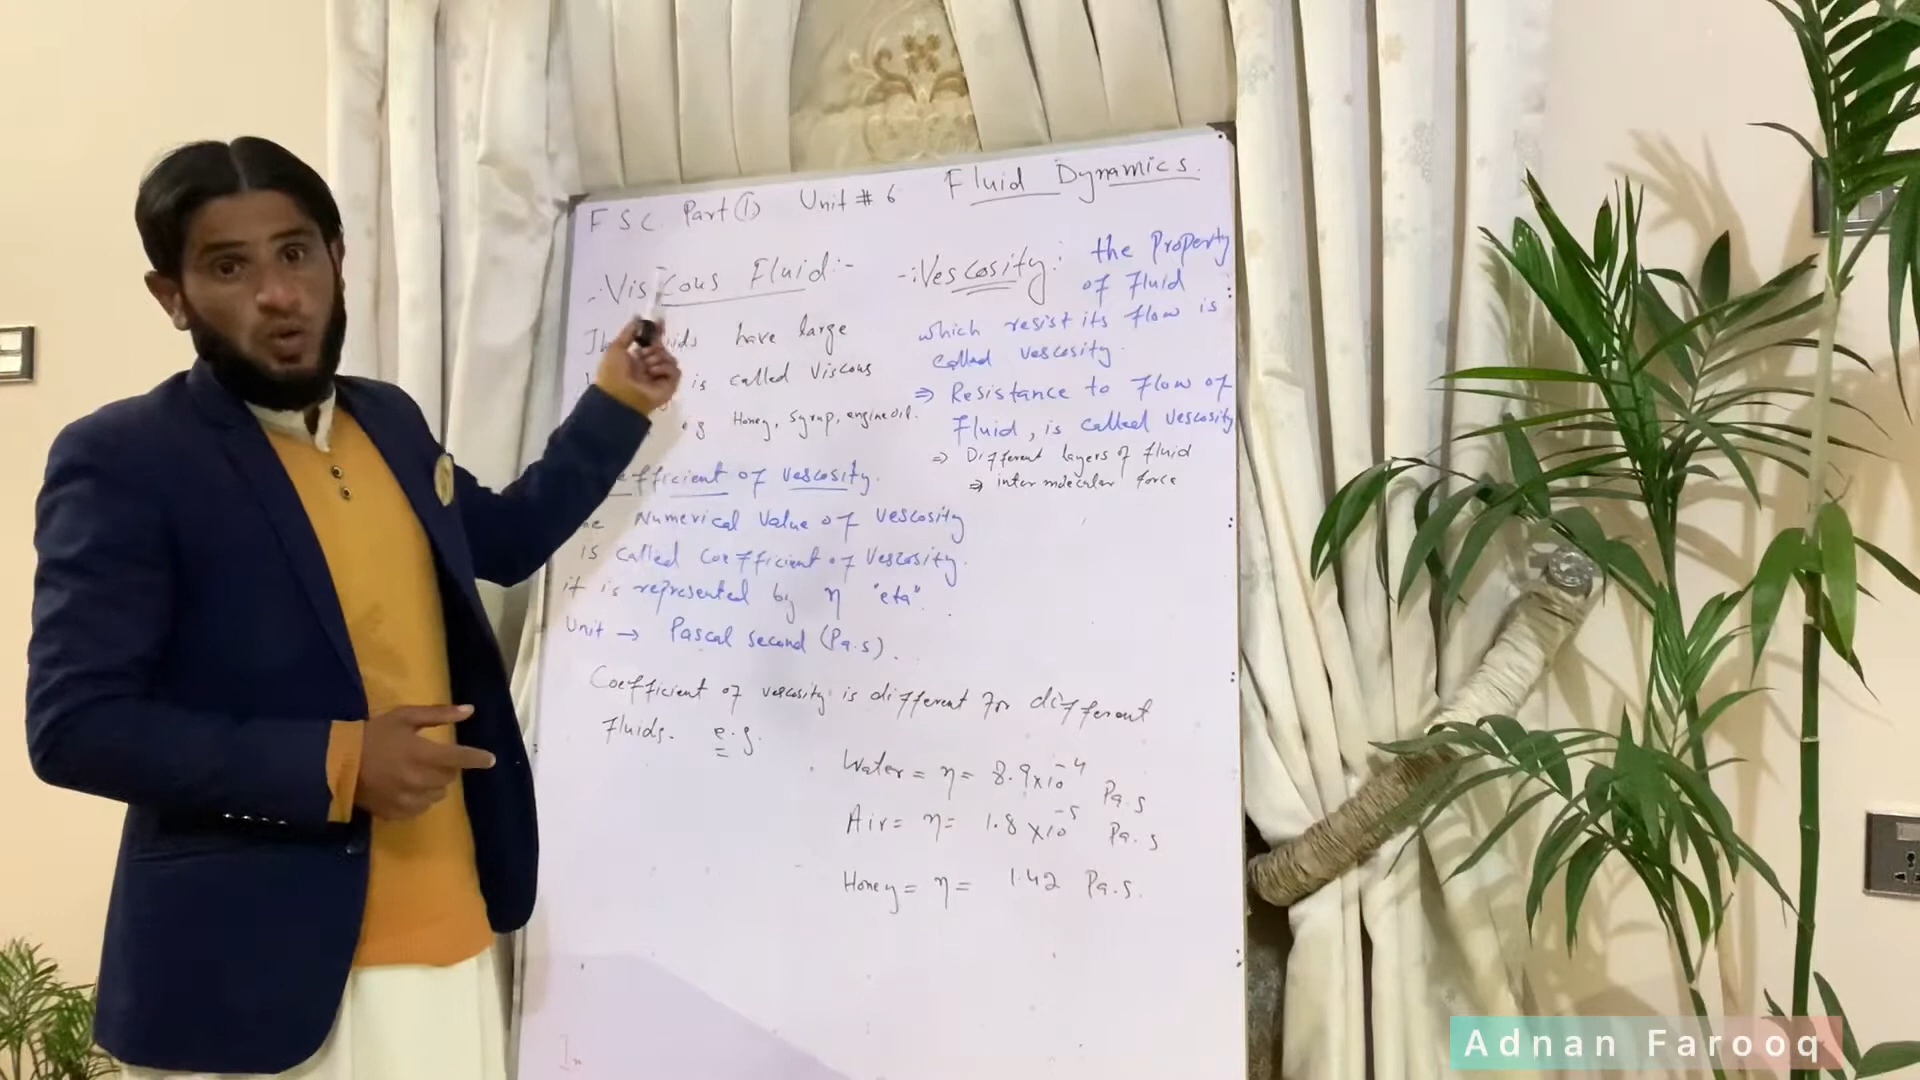 FSC. Part ① Unit # 6 Fluid Dynamics.
-:Viscous Fluid:-
have large
is called Viscous
e.g Honey, Syrup, engine oil.
-:Vescosity: the Property
of Fluid
which resist its flow is
called vescosity.
⇒ Resistance to Flow of
Fluid, is called vescosity
⇒ Different layers of fluid
⇒ inter molecular force
efficient of vescosity.
Numerical Value of vescosity
is called coefficient of vescosity.
it is represented by η "eta".
Unit → Pascal second (Pa.s).
Coefficient of vescosity is different for different
fluids. e.g.
Water = η = 8.9x10⁻⁴ Pa.s
Air = η = 1.8x10⁻⁵ Pa.s
Honey = η = 1.42 Pa.s.
Adnan Farooq